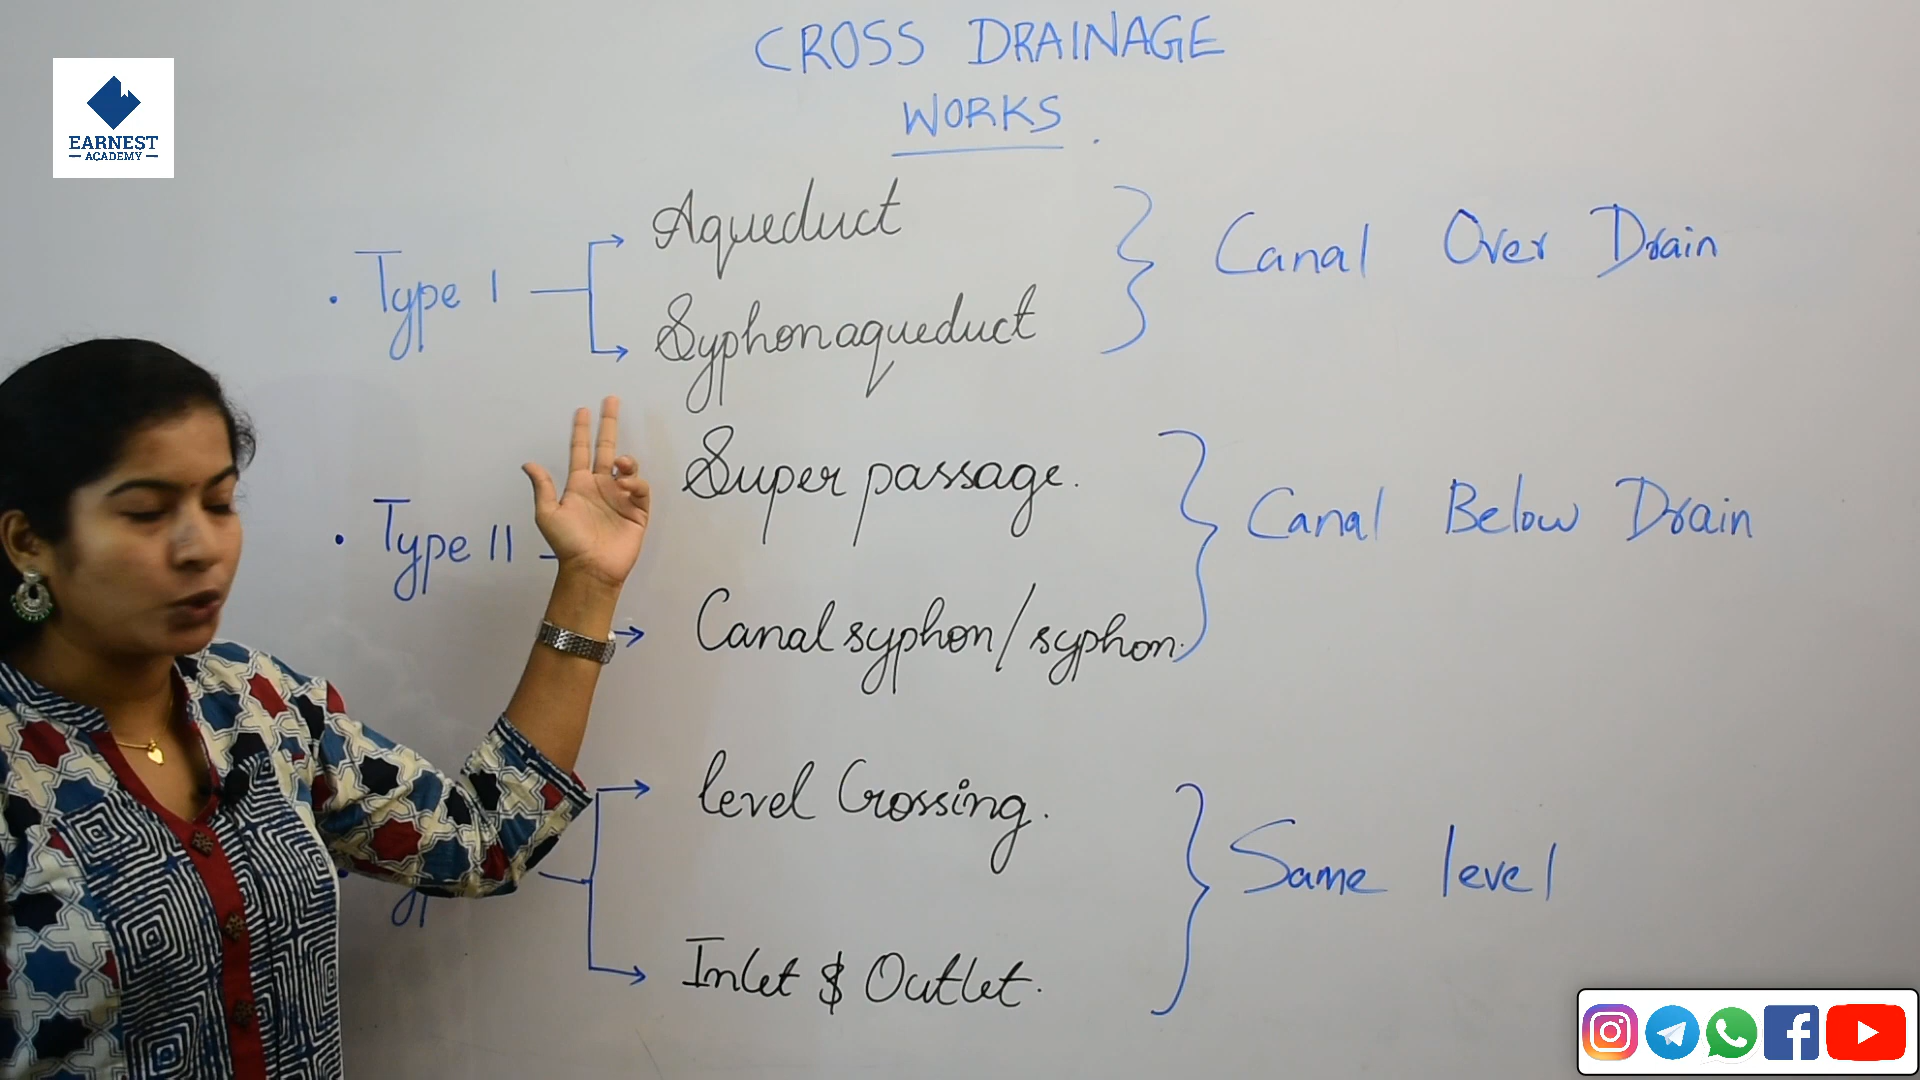 EARNEST
ACADEMY
CROSS DRAINAGE
WORKS.
• Type I
Aqueduct
Syphonaqueduct
Canal Over Drain
• Type II
Super passage.
Canal syphon/syphon.
Canal Below Drain
level Crossing.
Inlet & Outlet.
Same level